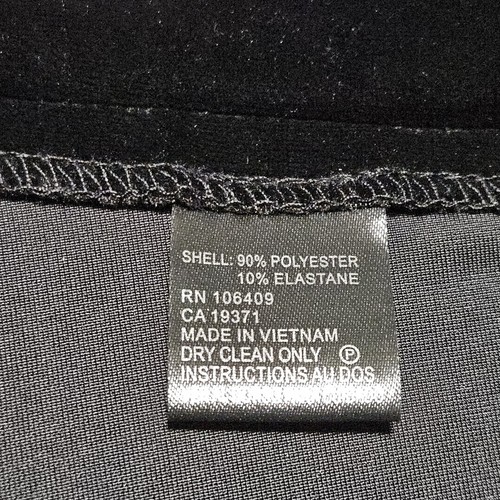 SHELL: 90% POLYESTER
10% ELASTANE
RN 106409
CA 19371
MADE IN VIETNAM
DRY CLEAN ONLY Ⓟ
INSTRUCTIONS AU DOS